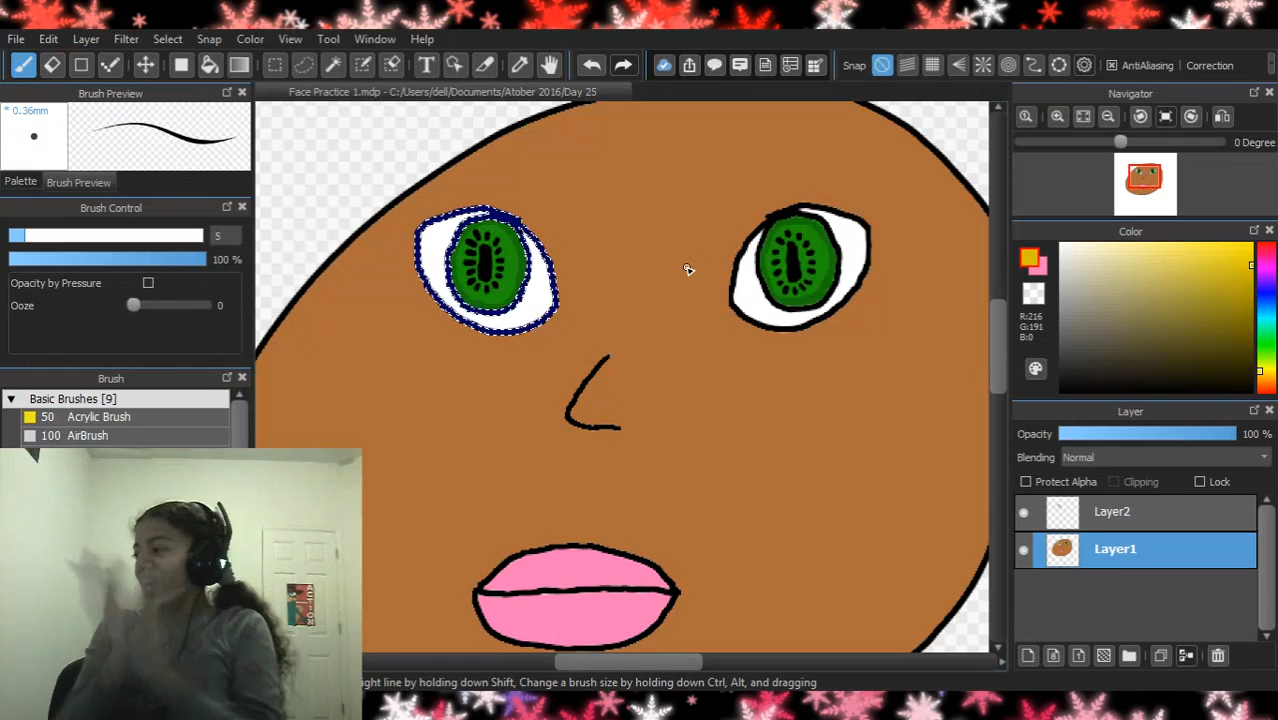 File Edit Layer Filter Select Snap Color View Tool Window Help
Snap AntiAliasing Correction
Brush Preview
Face Practice 1.mdp - C:/Users/dell/Documents/Atober 2016/Day 25
Navigator
* 0.36mm
0 Degree
Palette Brush Preview
Brush Control
5
Color
100 %
Opacity by Pressure
Ooze 0
R:216
G:191
B:0
Brush
Basic Brushes [9]
50 Acrylic Brush
100 AirBrush
Layer
Opacity 100 %
Blending Normal
Protect Alpha Clipping Lock
Layer2
Layer1
ACTION
ght line by holding down Shift, Change a brush size by holding down Ctrl, Alt, and dragging